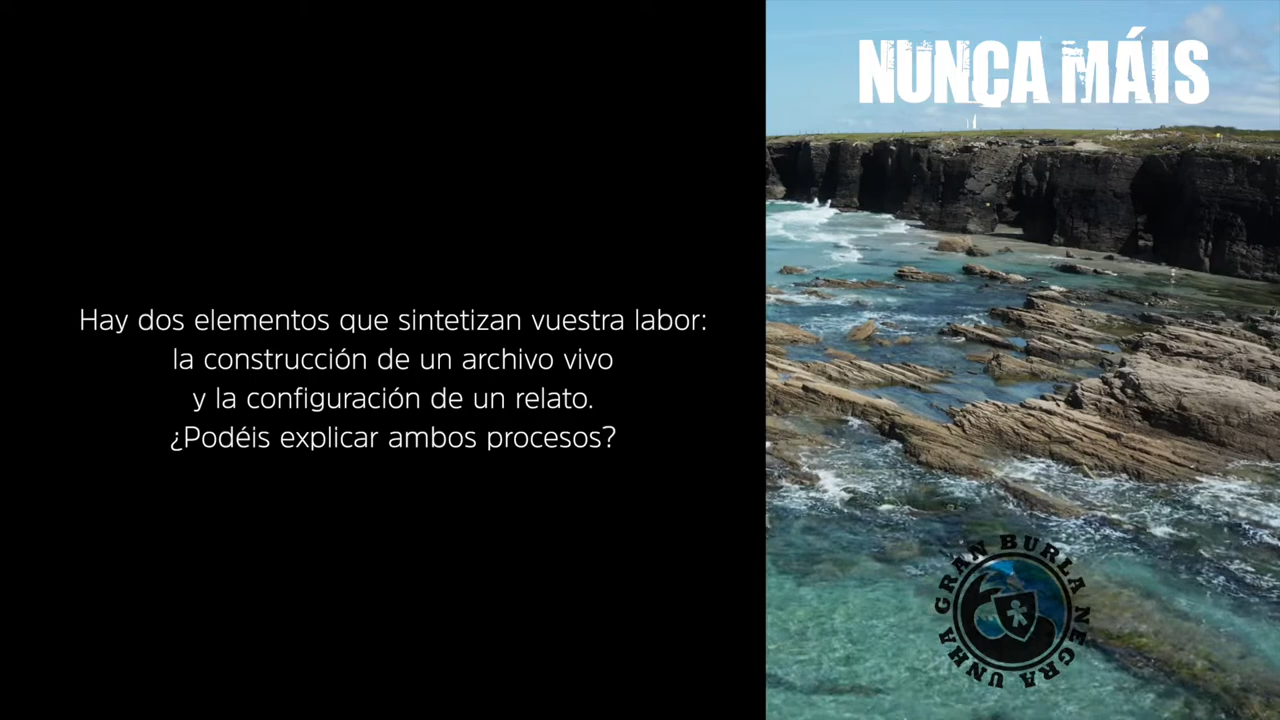 Hay dos elementos que sintetizan vuestra labor:
la construcción de un archivo vivo
y la configuración de un relato.
¿Podéis explicar ambos procesos?
NUNCA MÁIS
UNHA GRAN BURLA NEGRA